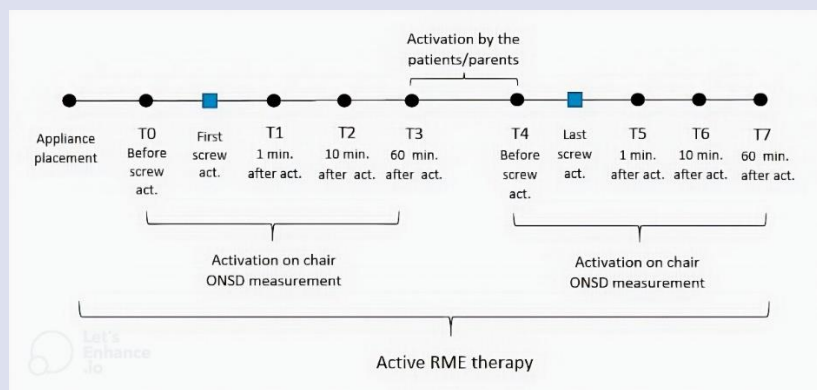 Activation by the
patients/parents
Appliance
placement
T0
Before
screw
act.
First
screw
act.
T1
1 min.
after act.
T2
10 min.
after act.
T3
60 min.
after act.
T4
Before
screw
act.
Last
screw
act.
T5
1 min.
after act.
T6
10 min.
after act.
T7
60 min.
after act.
Activation on chair
ONSD measurement
Activation on chair
ONSD measurement
Let's
Enhance
Jo
Active RME therapy